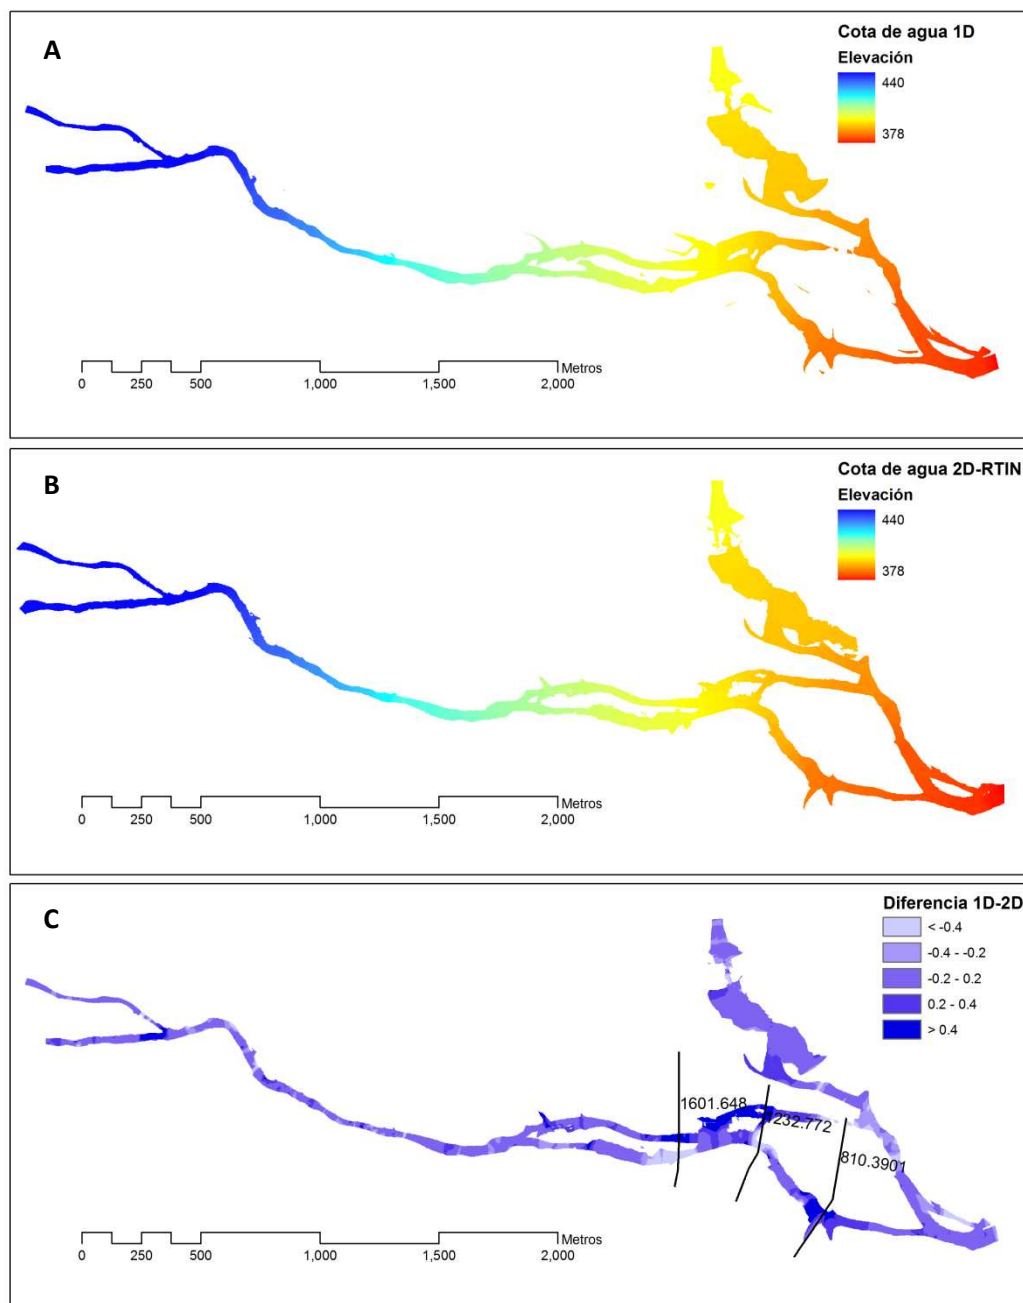 A
Cota de agua 1D
Elevación
440
378
Metros
0 250 500 1,000 1,500 2,000
B
Cota de agua 2D-RTIN
Elevación
440
378
Metros
0 250 500 1,000 1,500 2,000
C
Diferencia 1D-2D
< -0.4
-0.4 - -0.2
-0.2 - 0.2
0.2 - 0.4
> 0.4
1601.648
1232.772
810.3901
Metros
0 250 500 1,000 1,500 2,000